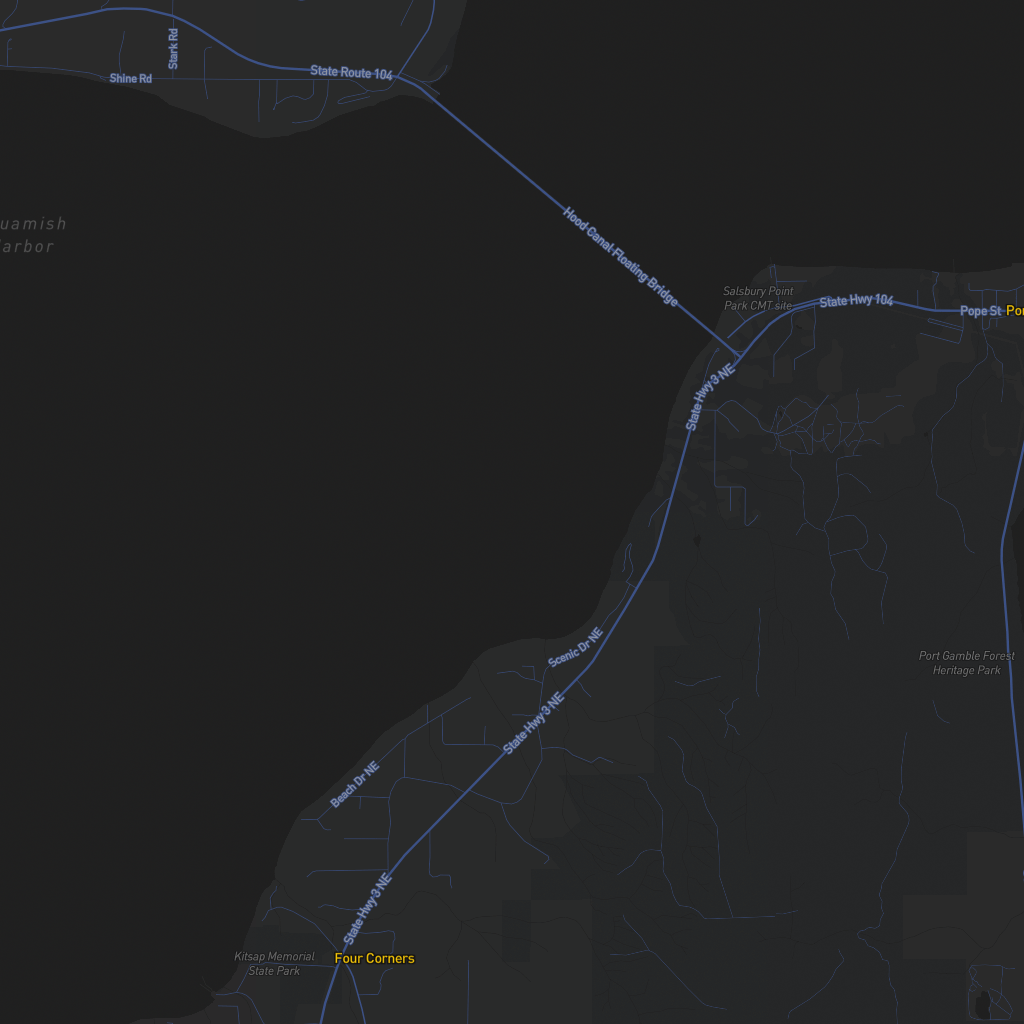 Stark Rd
State Route 104
Shine Rd
uamish
arbor
Hood Canal Floating Bridge
Salsbury Point
Park CMT site
State Hwy 104
Pope St
Por
State Hwy 3 NE
Scenic Dr NE
Port Gamble Forest
Heritage Park
State Hwy 3 NE
Beach Dr NE
State Hwy 3 NE
Kitsap Memorial
State Park
Four Corners